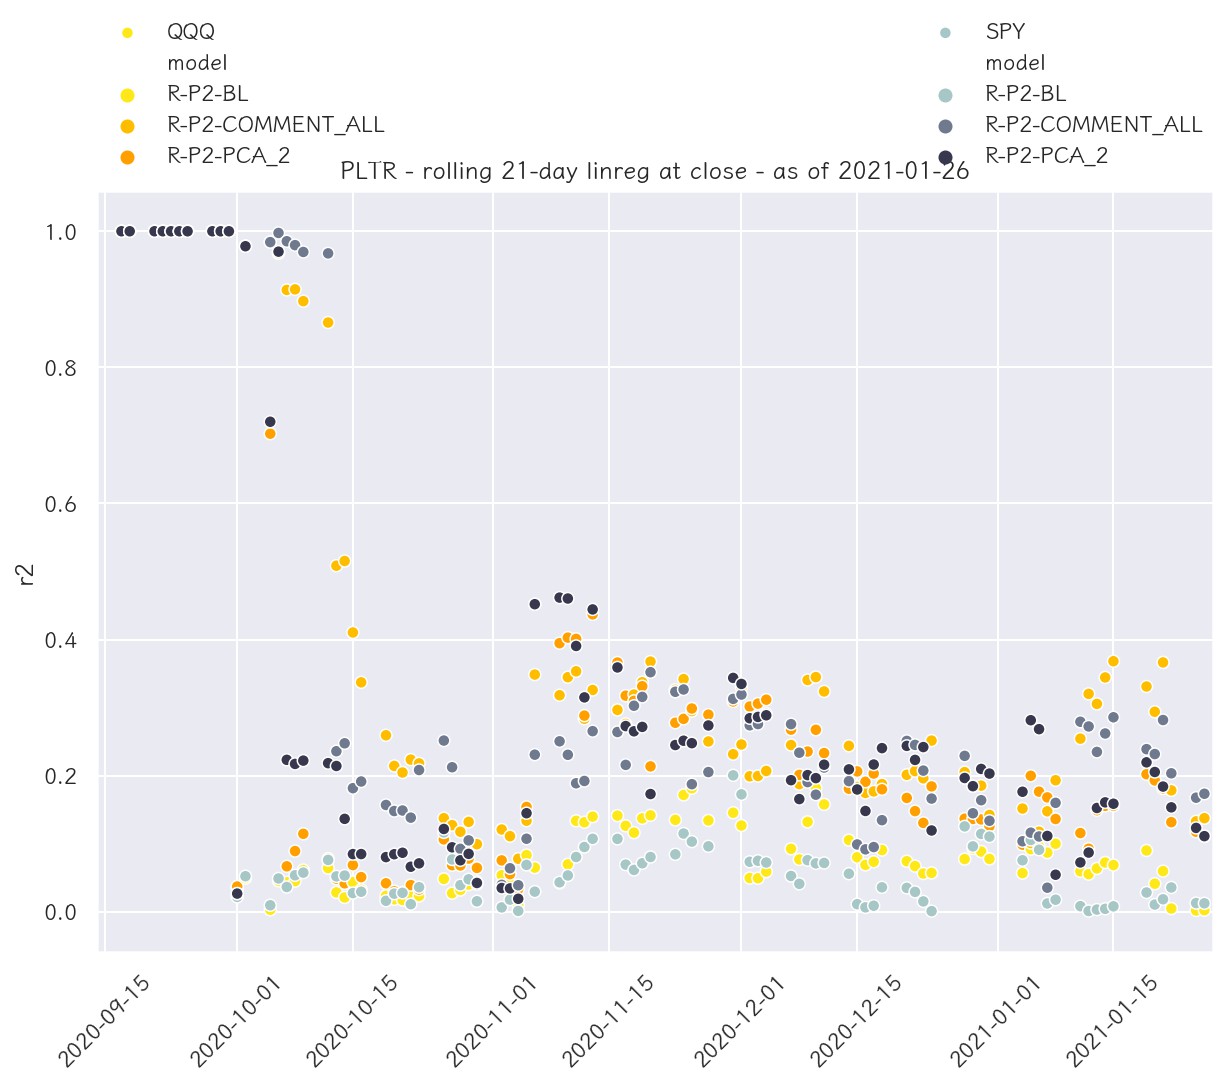 QQQ
model
R-P2-BL
R-P2-COMMENT_ALL
R-P2-PCA_2
SPY
model
R-P2-BL
R-P2-COMMENT_ALL
R-P2-PCA_2
PLTR - rolling 21-day linreg at close - as of 2021-01-26
1.0
0.8
0.6
0.4
0.2
0.0
r2
2020-09-15
2020-10-01
2020-10-15
2020-11-01
2020-11-15
2020-12-01
2020-12-15
2021-01-01
2021-01-15